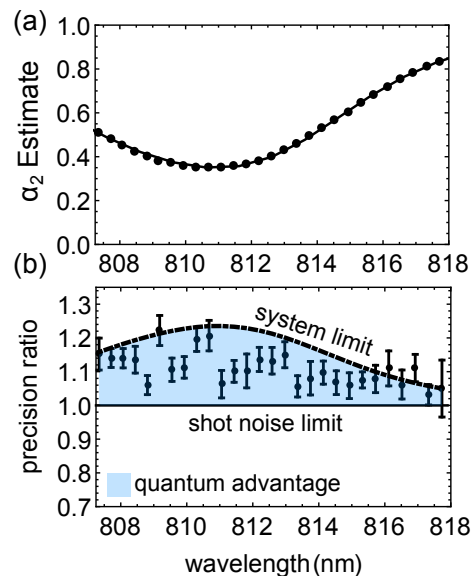 (a)
1.0
0.8
0.6
0.4
0.2
0.0
α₂ Estimate
808 810 812 814 816 818
(b)
1.3
1.2
1.1
1.0
0.9
0.8
0.7
precision ratio
system limit
shot noise limit
quantum advantage
808 810 812 814 816 818
wavelength (nm)